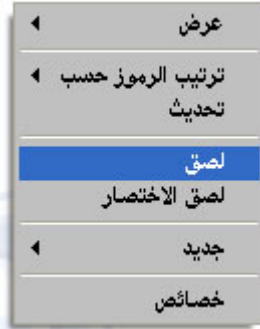 عرض
ترتيب الرموز حسب
تحديث
لصق
لصق الاختصار
جديد
خصائص